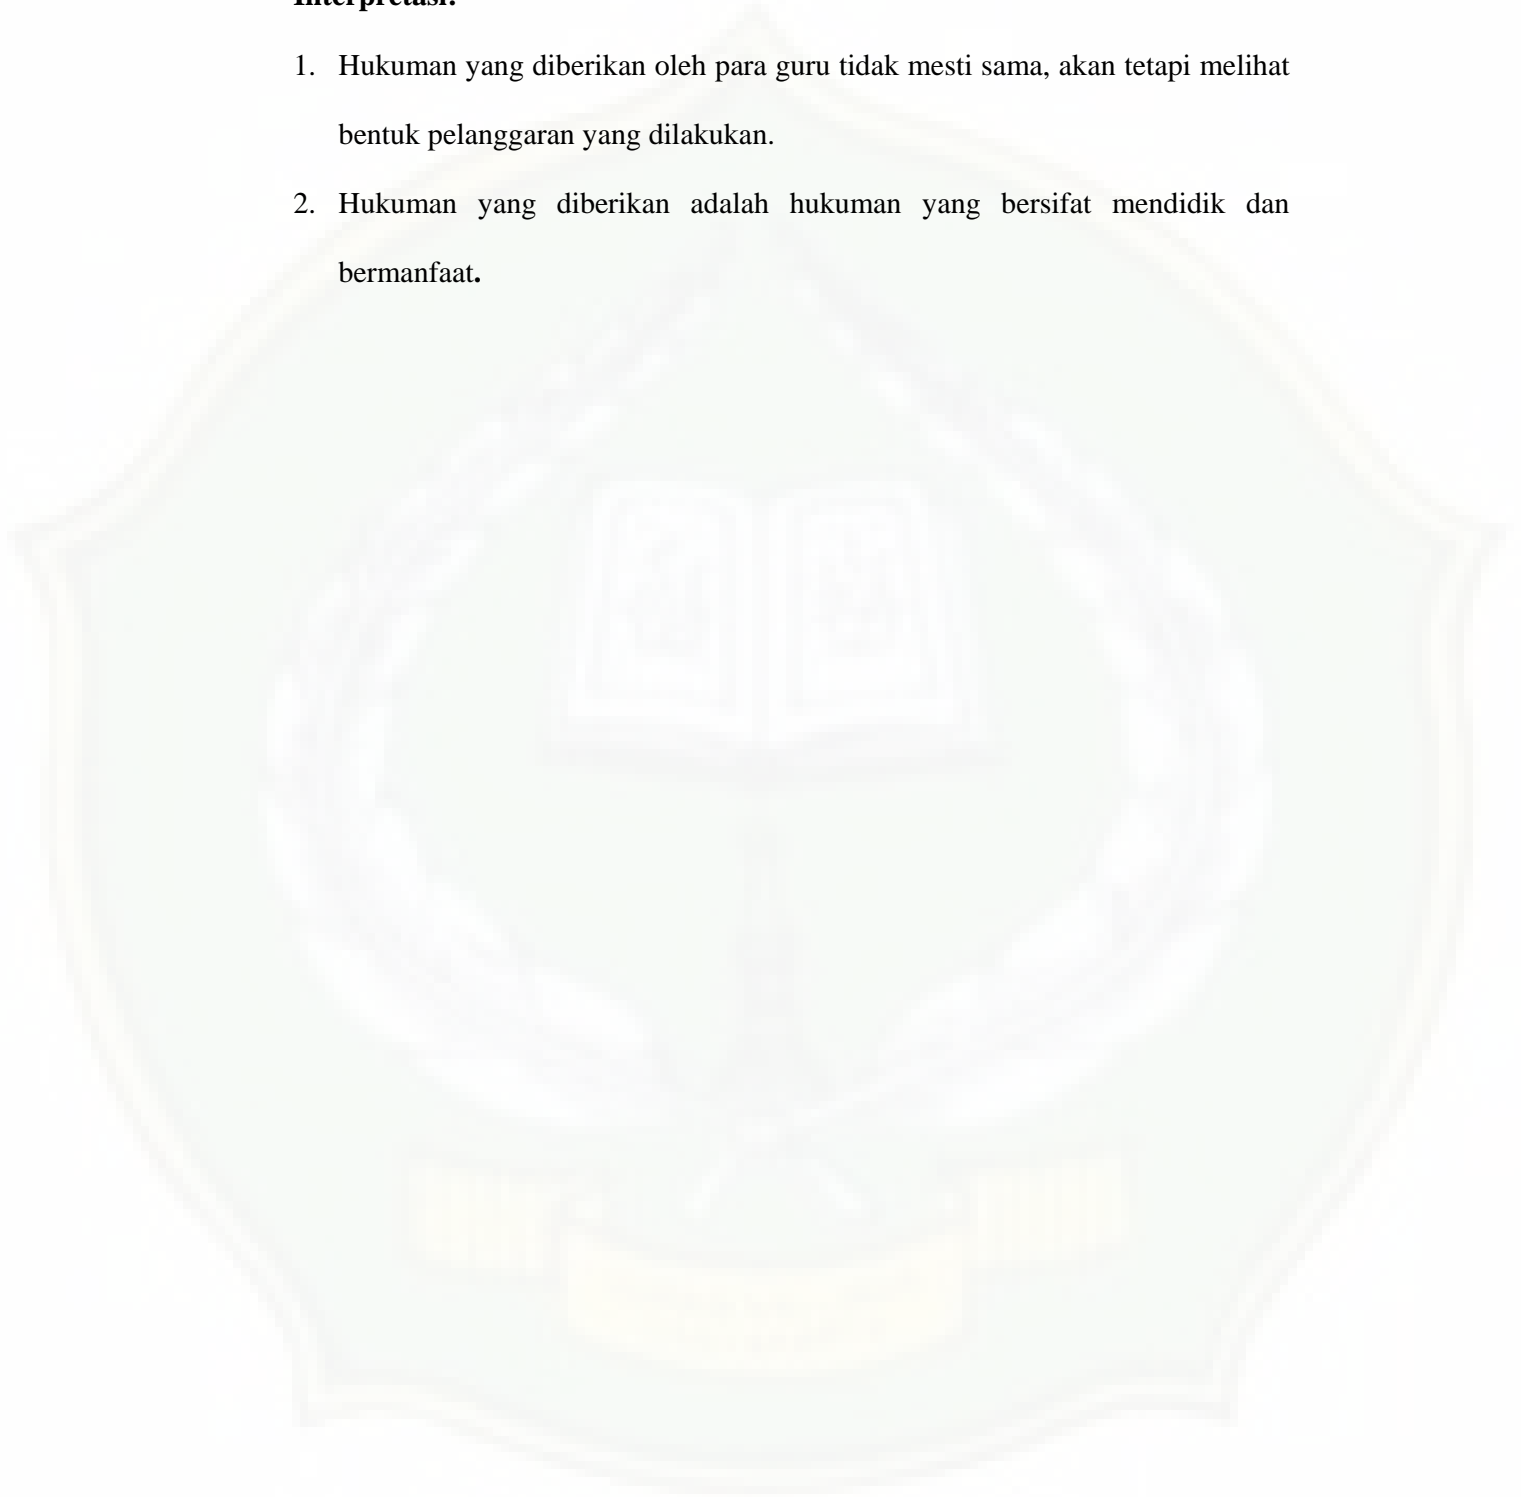 Interpretasi:
1. Hukuman yang diberikan oleh para guru tidak mesti sama, akan tetapi melihat
bentuk pelanggaran yang dilakukan.
2. Hukuman yang diberikan adalah hukuman yang bersifat mendidik dan
bermanfaat.